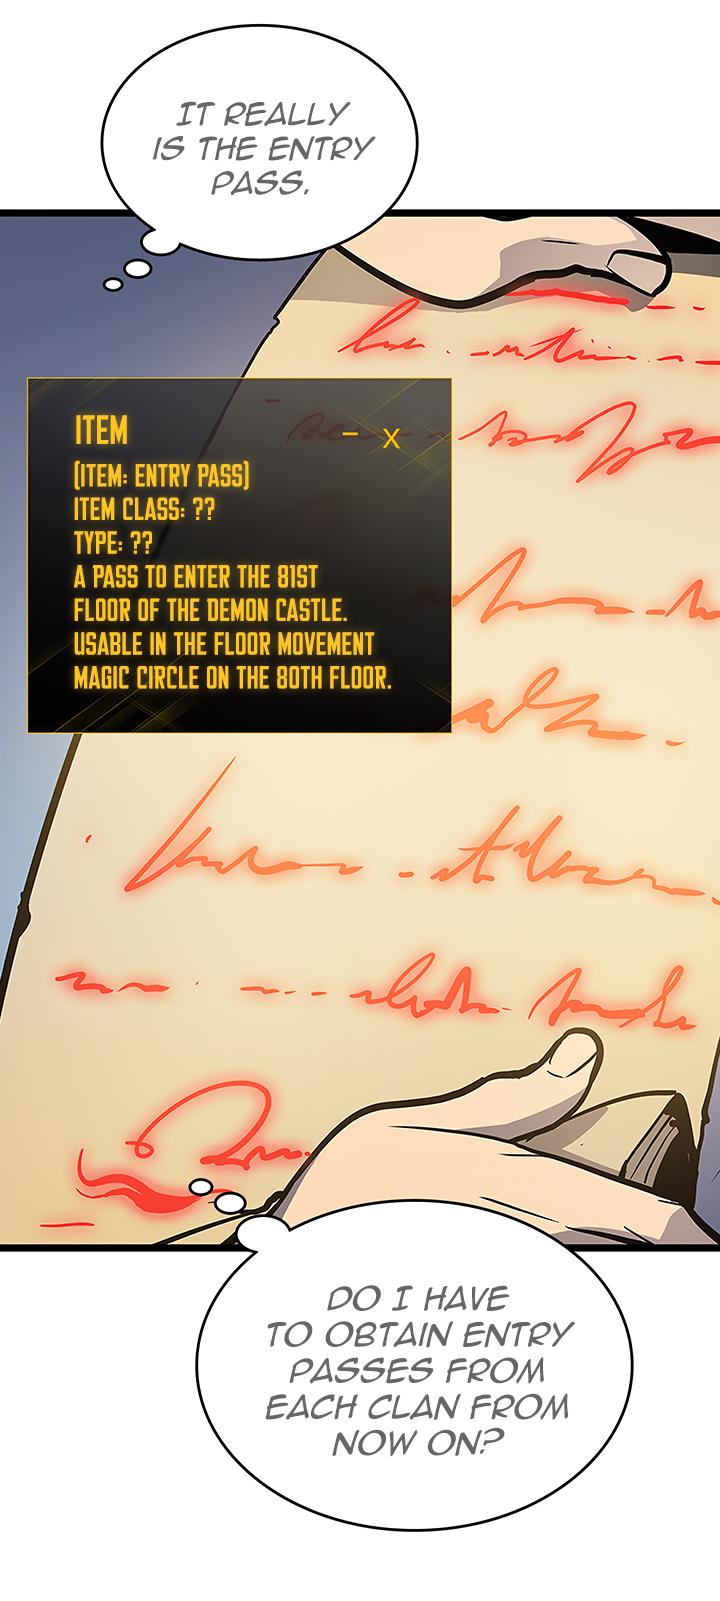 IT REALLY
IS THE ENTRY
PASS.
ITEM - X
[ITEM: ENTRY PASS]
ITEM CLASS: ??
TYPE: ??
A PASS TO ENTER THE 81ST
FLOOR OF THE DEMON CASTLE.
USABLE IN THE FLOOR MOVEMENT
MAGIC CIRCLE ON THE 80TH FLOOR.
DO I HAVE
TO OBTAIN ENTRY
PASSES FROM
EACH CLAN FROM
NOW ON?